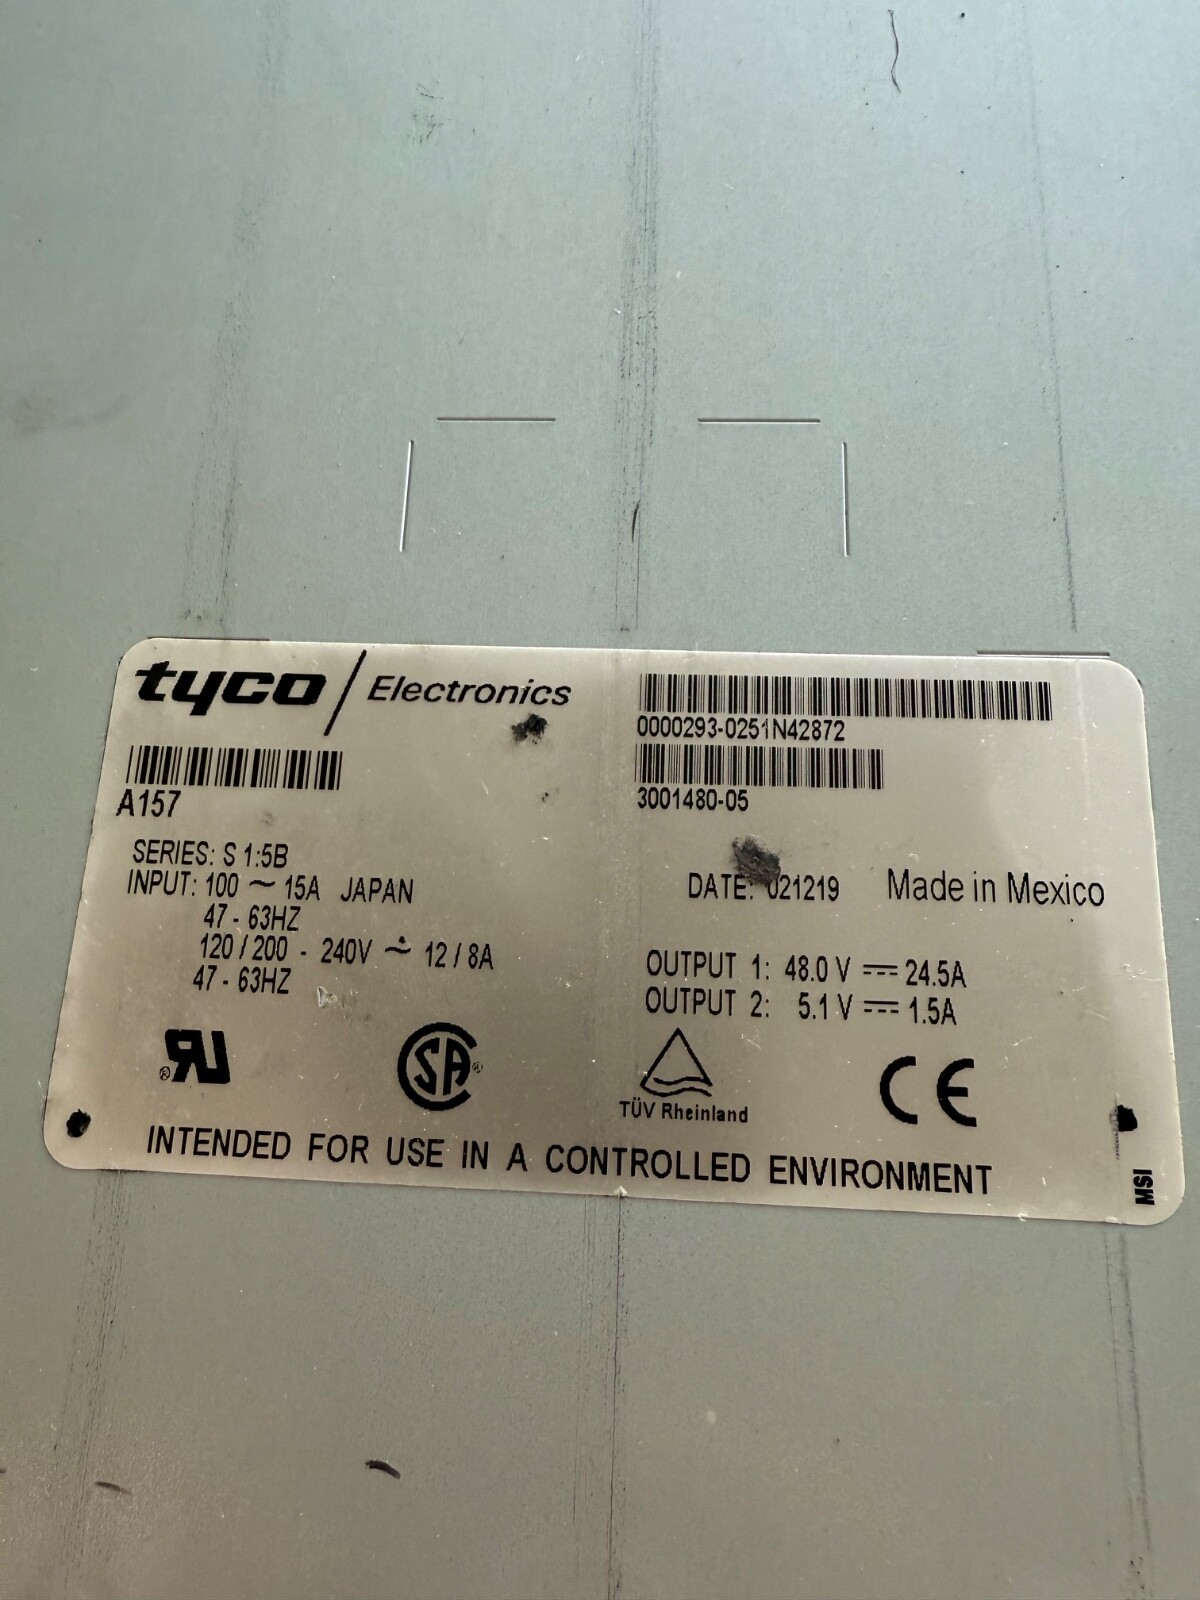 tyco / Electronics
A157
0000293-0251N42872
3001480-05
SERIES: S 1:5B
INPUT: 100 ~ 15A JAPAN
47 - 63HZ
120 / 200 - 240V ~ 12 / 8A
47 - 63HZ
DATE: 021219 Made in Mexico
OUTPUT 1: 48.0 V ⎓ 24.5A
OUTPUT 2: 5.1 V ⎓ 1.5A
RU®
SA®
TÜV Rheinland
CE
INTENDED FOR USE IN A CONTROLLED ENVIRONMENT
MSI